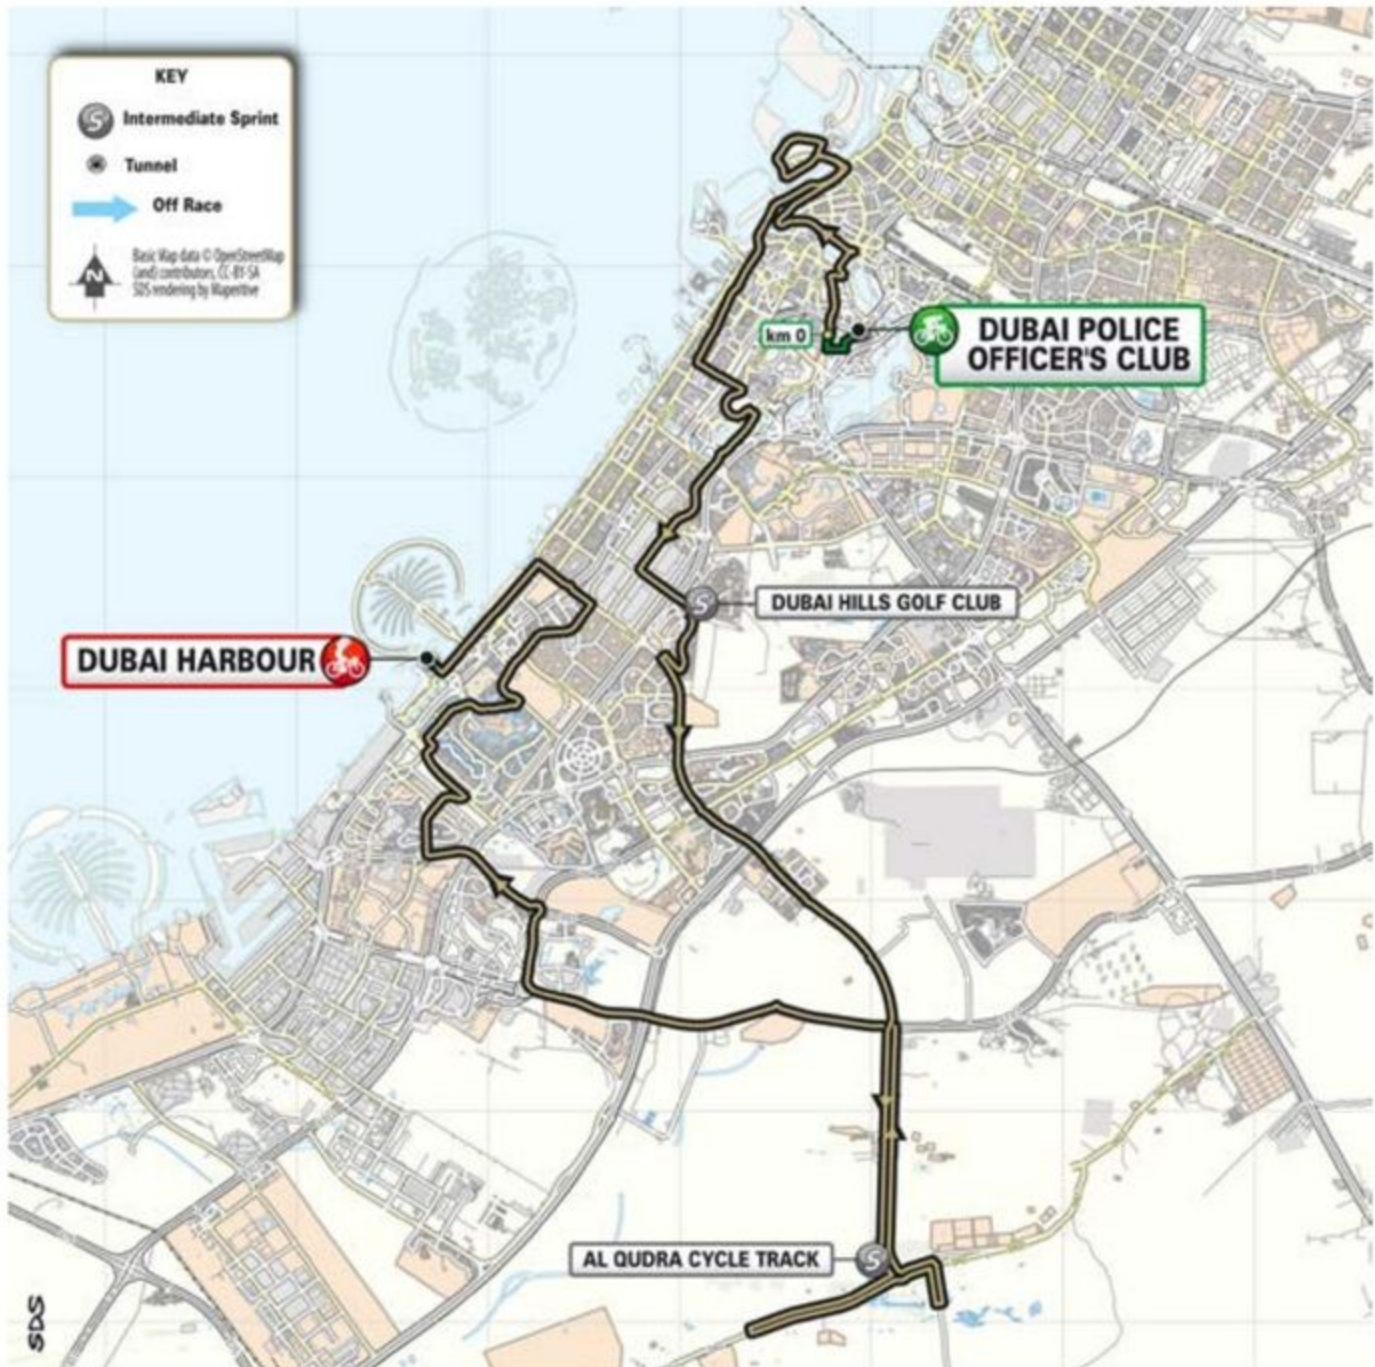 KEY
Intermediate Sprint
Tunnel
Off Race
N
Basic Map data © OpenStreetMap
(and) contributors, CC-BY-SA
SDS rendering by Maperitive
km 0
DUBAI POLICE
OFFICER'S CLUB
S
DUBAI HILLS GOLF CLUB
DUBAI HARBOUR
AL QUDRA CYCLE TRACK
S
SDS